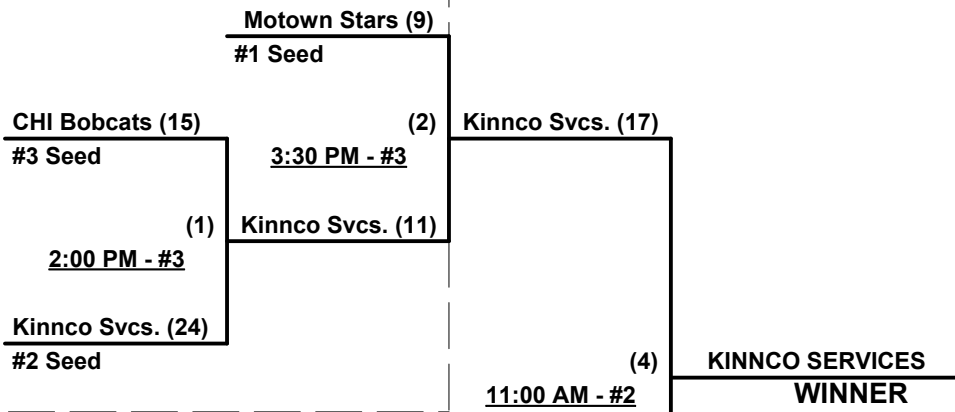 Motown Stars (9)
#1 Seed
CHI Bobcats (15)
(2)
Kinnco Svcs. (17)
#3 Seed
3:30 PM - #3
(1)
Kinnco Svcs. (11)
2:00 PM - #3
Kinnco Svcs. (24)
#2 Seed
(4)
KINNCO SERVICES
11:00 AM - #2
WINNER